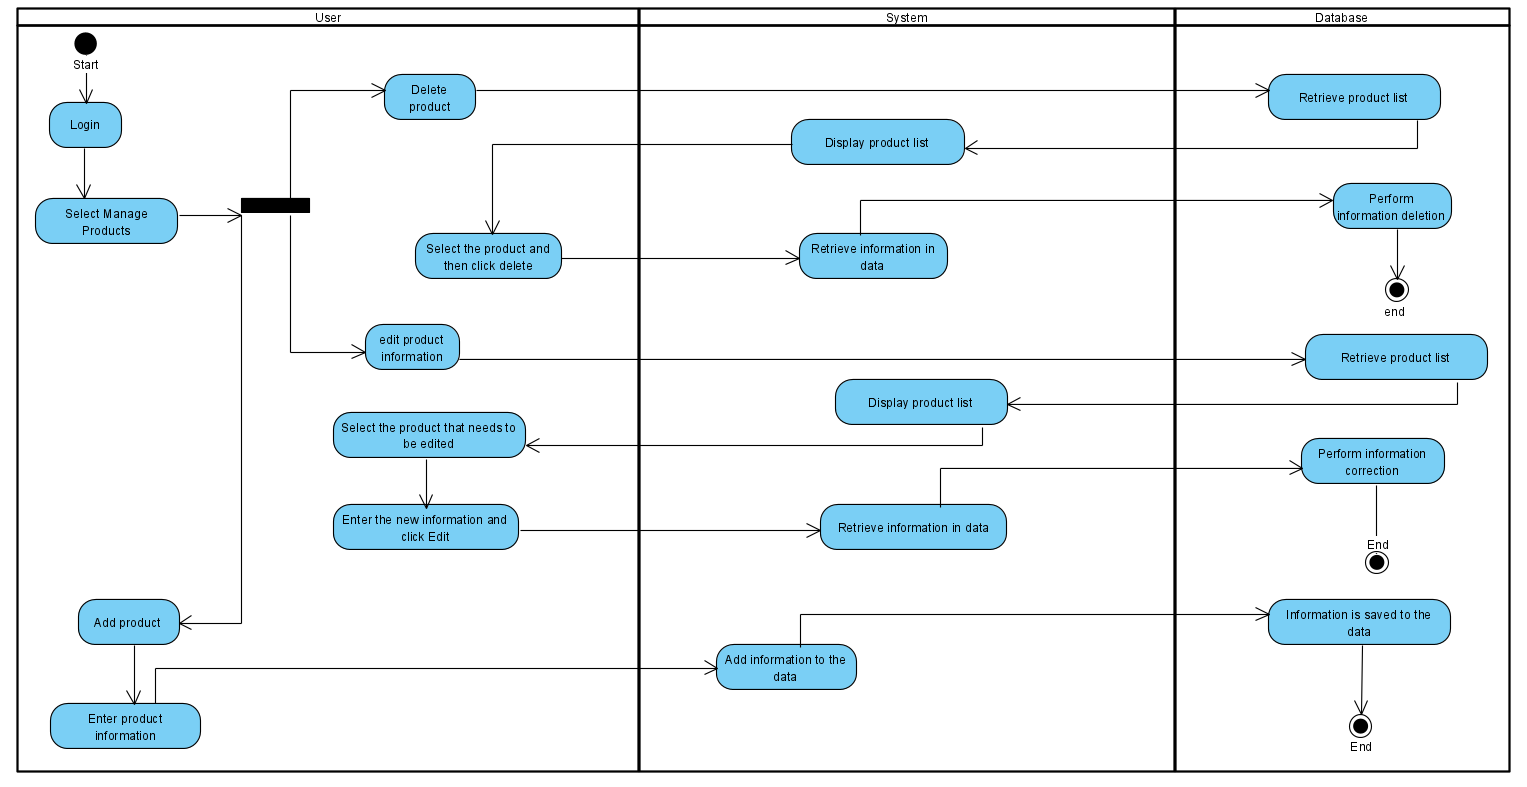 User
System
Database
Start
Login
Select Manage
Products
Delete
product
Retrieve product list
Display product list
Select the product and
then click delete
Retrieve information in
data
Perform
information deletion
end
edit product
information
Retrieve product list
Display product list
Select the product that needs to
be edited
Enter the new information and
click Edit
Retrieve information in data
Perform information
correction
End
Add product
Enter product
information
Add information to the
data
Information is saved to the
data
End